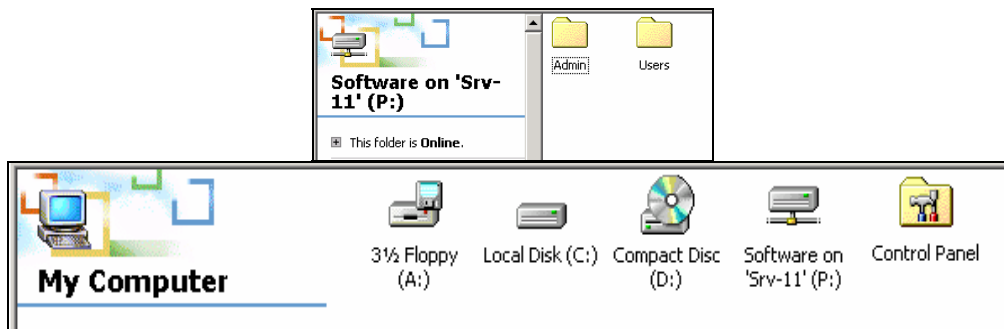 Admin
Users
Software on 'Srv-
11' (P:)
This folder is Online.
My Computer
3½ Floppy
(A:)
Local Disk (C:)
Compact Disc
(D:)
Software on
'Srv-11' (P:)
Control Panel